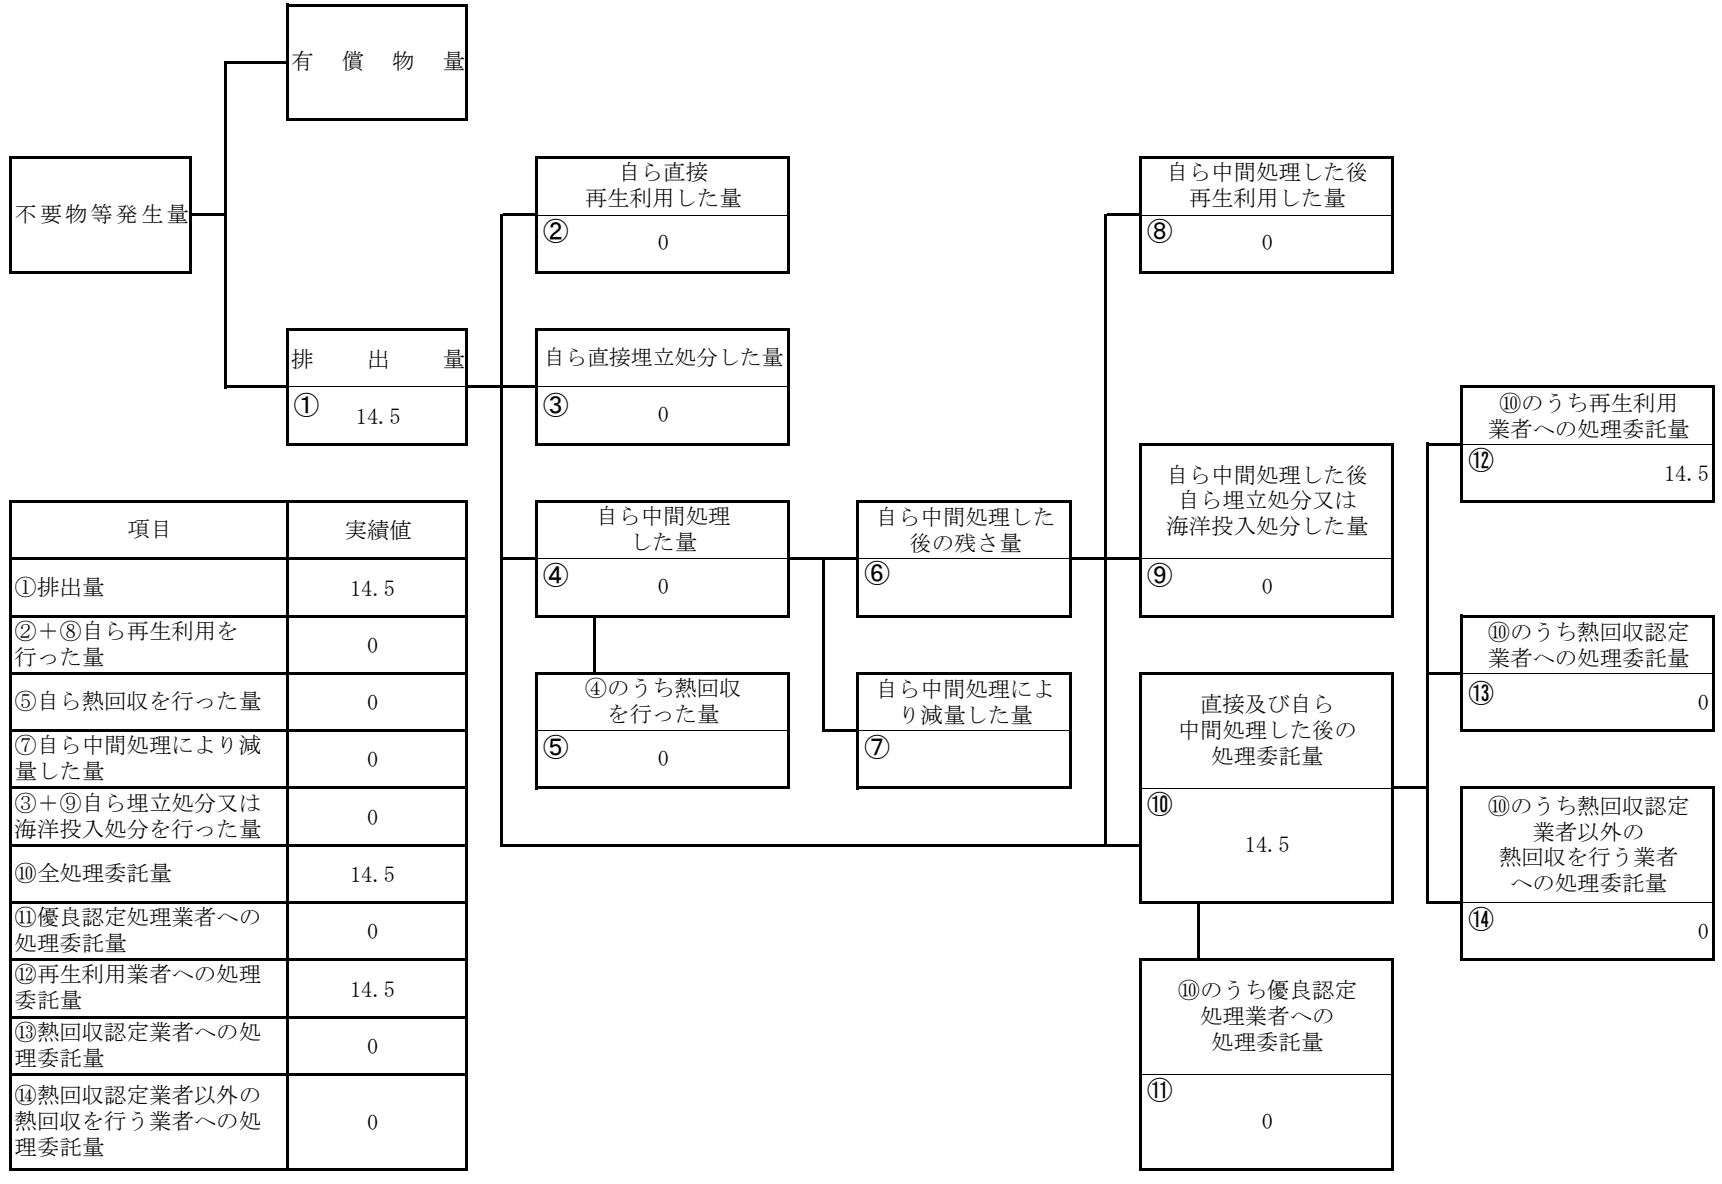 有償物量
不要物等発生量
排出量
①
14.5
自ら直接
再生利用した量
②
0
自ら直接埋立処分した量
③
0
自ら中間処理
した量
④
0
④のうち熱回収
を行った量
⑤
0
自ら中間処理した
後の残さ量
⑥
自ら中間処理によ
り減量した量
⑦
自ら中間処理した後
再生利用した量
⑧
0
自ら中間処理した後
自ら埋立処分又は
海洋投入処分した量
⑨
0
直接及び自ら
中間処理した後の
処理委託量
⑩
14.5
⑩のうち優良認定
処理業者への
処理委託量
⑪
0
⑩のうち再生利用
業者への処理委託量
⑫
14.5
⑩のうち熱回収認定
業者への処理委託量
⑬
0
⑩のうち熱回収認定
業者以外の
熱回収を行う業者
への処理委託量
⑭
0
項目 実績値
①排出量 14.5
②＋⑧自ら再生利用を
行った量 0
⑤自ら熱回収を行った量 0
⑦自ら中間処理により減
量した量 0
③＋⑨自ら埋立処分又は
海洋投入処分を行った量 0
⑩全処理委託量 14.5
⑪優良認定処理業者への
処理委託量 0
⑫再生利用業者への処理
委託量 14.5
⑬熱回収認定業者への処
理委託量 0
⑭熱回収認定業者以外の
熱回収を行う業者への処
理委託量 0